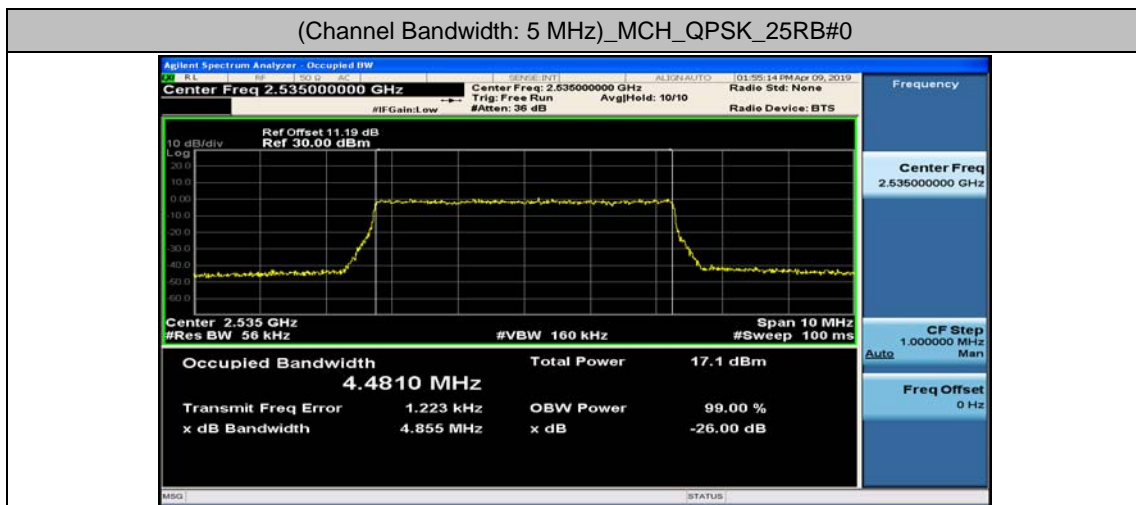 (Channel Bandwidth: 5 MHz)_MCH_QPSK_25RB#0
Agilent Spectrum Analyzer - Occupied BW
LXI RL RF 50 Ω AC SENSE:INT ALIGN AUTO 01:55:14 PM Apr 09, 2019
Center Freq 2.535000000 GHz Center Freq: 2.535000000 GHz Radio Std: None
Trig: Free Run Avg|Hold: 10/10
#IFGain:Low #Atten: 36 dB Radio Device: BTS
Ref Offset 11.19 dB
10 dB/div Ref 30.00 dBm
Log
20.0
10.0
0.00
-10.0
-20.0
-30.0
-40.0
-50.0
-60.0
Center 2.535 GHz Span 10 MHz
#Res BW 56 kHz #VBW 160 kHz #Sweep 100 ms
Occupied Bandwidth Total Power 17.1 dBm
4.4810 MHz
Transmit Freq Error 1.223 kHz OBW Power 99.00 %
x dB Bandwidth 4.855 MHz x dB -26.00 dB
MSG STATUS
Frequency
Center Freq
2.535000000 GHz
CF Step
1.000000 MHz
Auto Man
Freq Offset
0 Hz